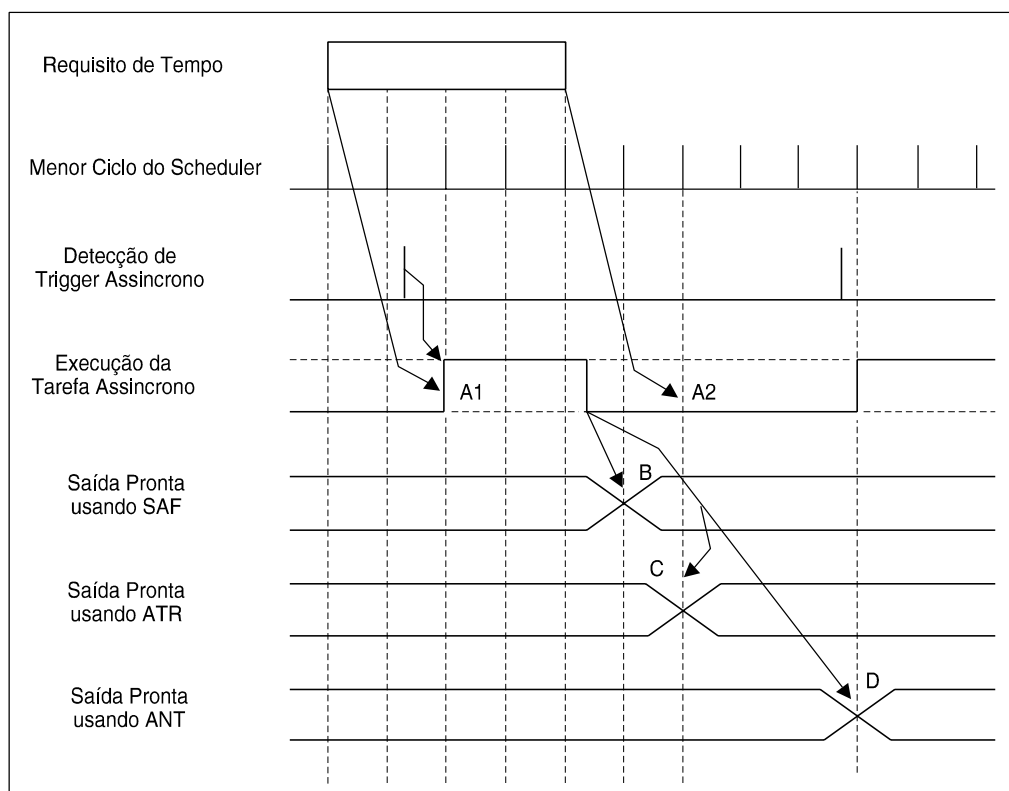 Requisito de Tempo
Menor Ciclo do Scheduler
Detecção de
Trigger Assincrono
Execução da
Tarefa Assincrono
A1
A2
Saída Pronta
usando SAF
B
Saída Pronta
usando ATR
C
Saída Pronta
usando ANT
D